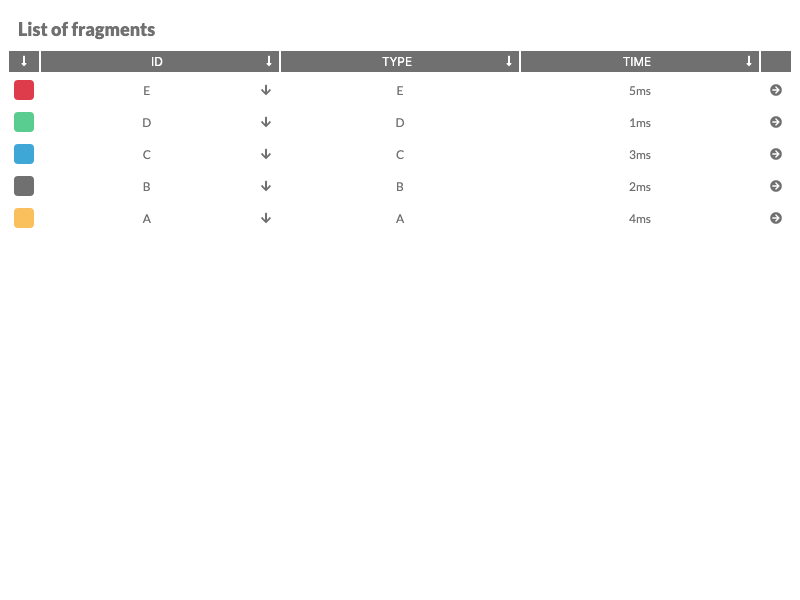 List of fragments
ID TYPE TIME
E E 5ms
D D 1ms
C C 3ms
B B 2ms
A A 4ms